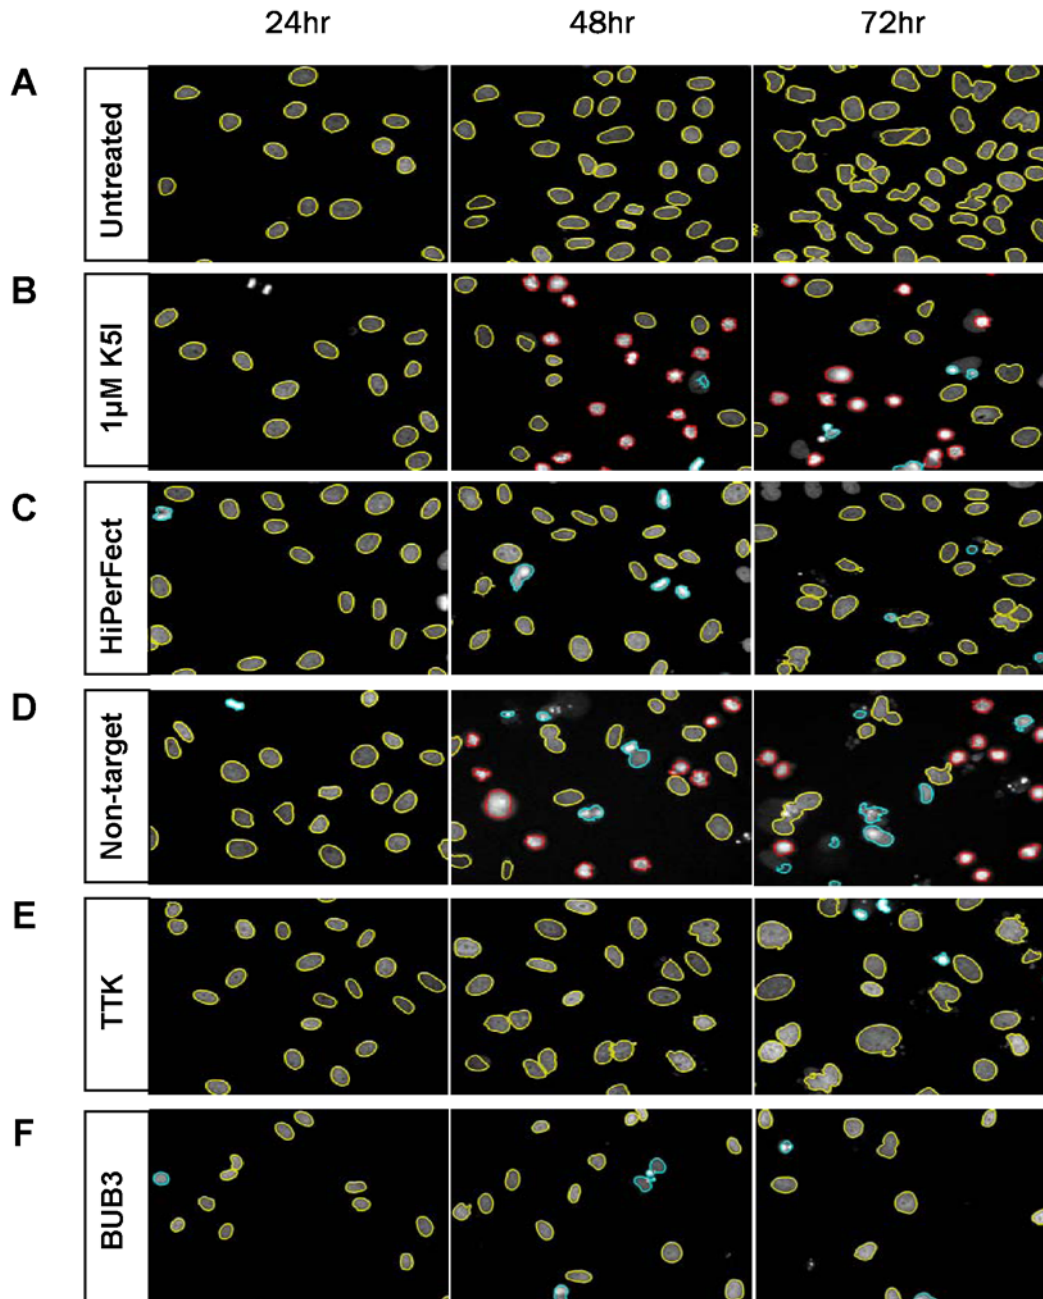 24hr 48hr 72hr
A
Untreated
B
1µM K5I
C
HiPerFect
D
Non-target
E
TTK
F
BUB3